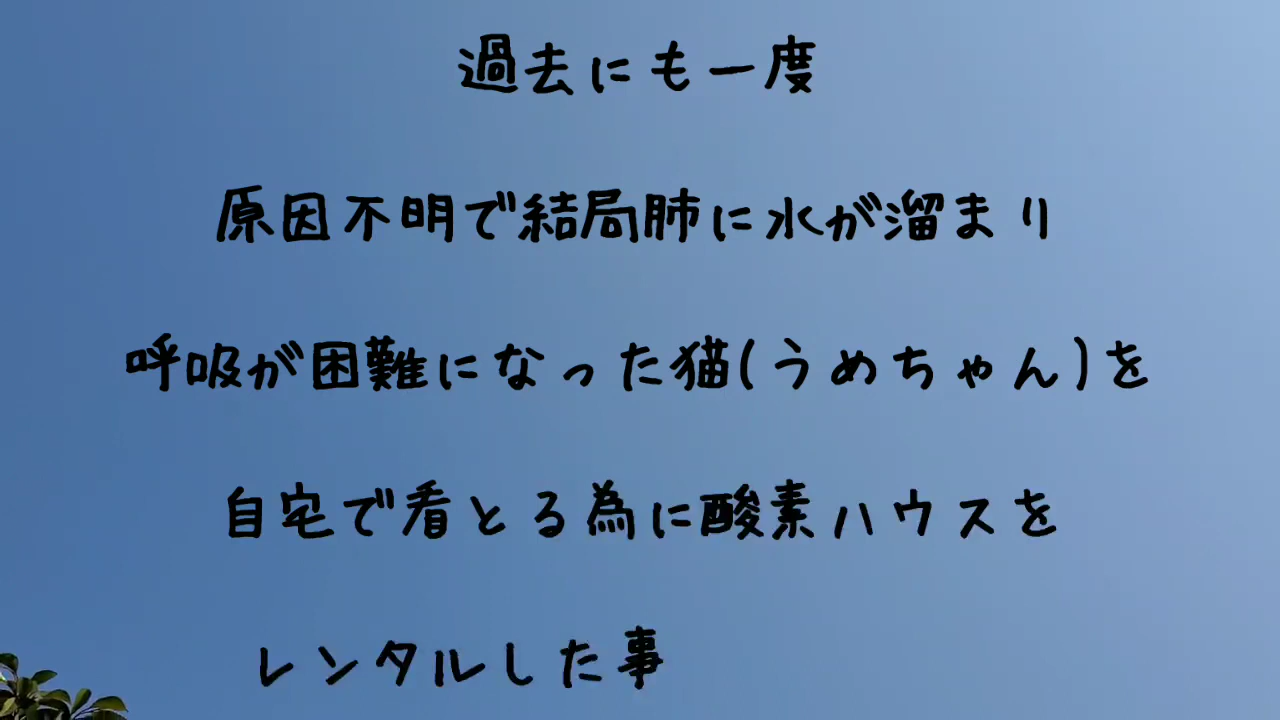 過去にも一度
原因不明で結局肺に水が溜まり
呼吸が困難になった猫(うめちゃん)を
自宅で看とる為に酸素ハウスを
レンタルした事